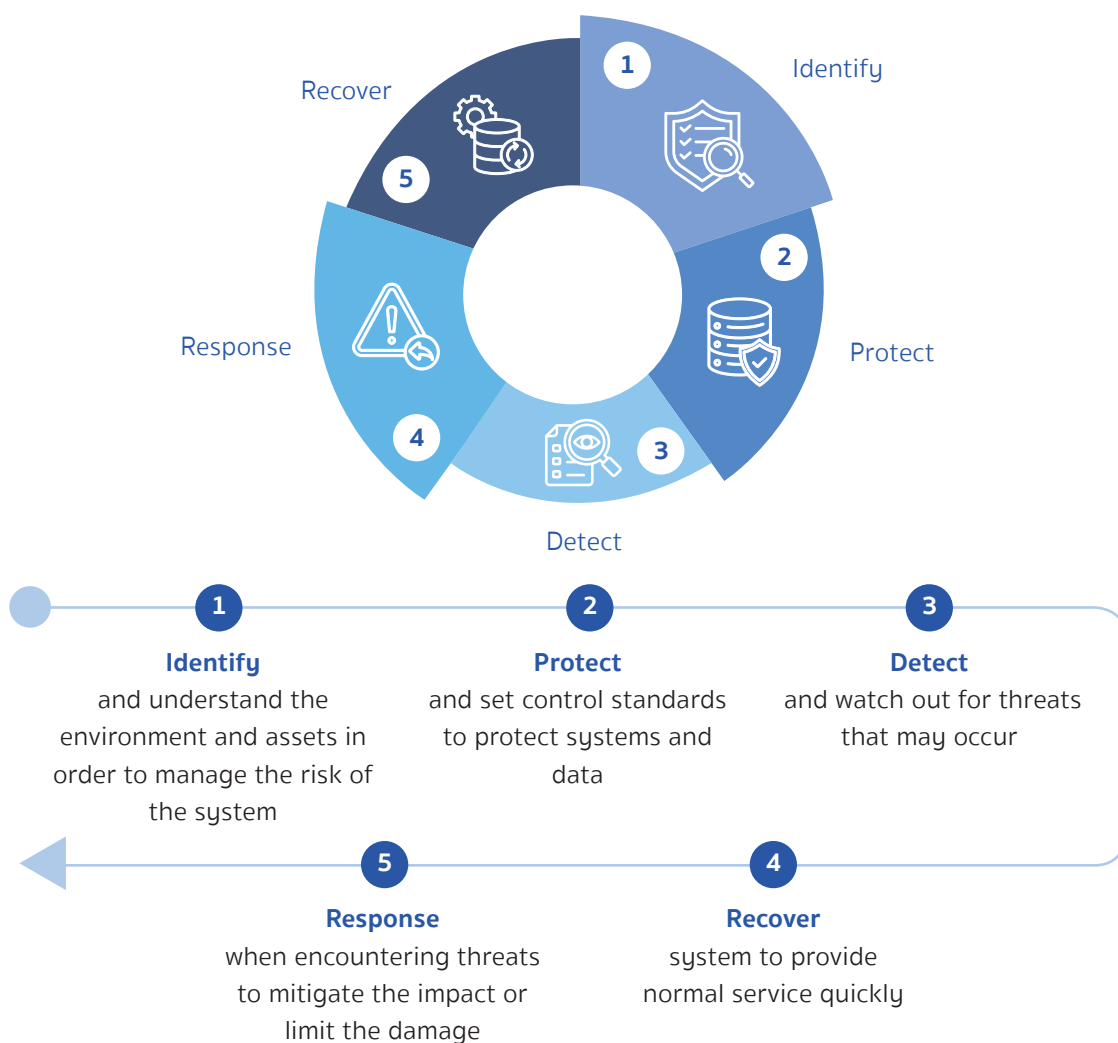 1
Identify
Recover
5
2
Response
Protect
4
3
Detect
1
2
3
Identify
and understand the
environment and assets in
order to manage the risk of
the system
Protect
and set control standards
to protect systems and
data
Detect
and watch out for threats
that may occur
5
4
Response
when encountering threats
to mitigate the impact or
limit the damage
Recover
system to provide
normal service quickly